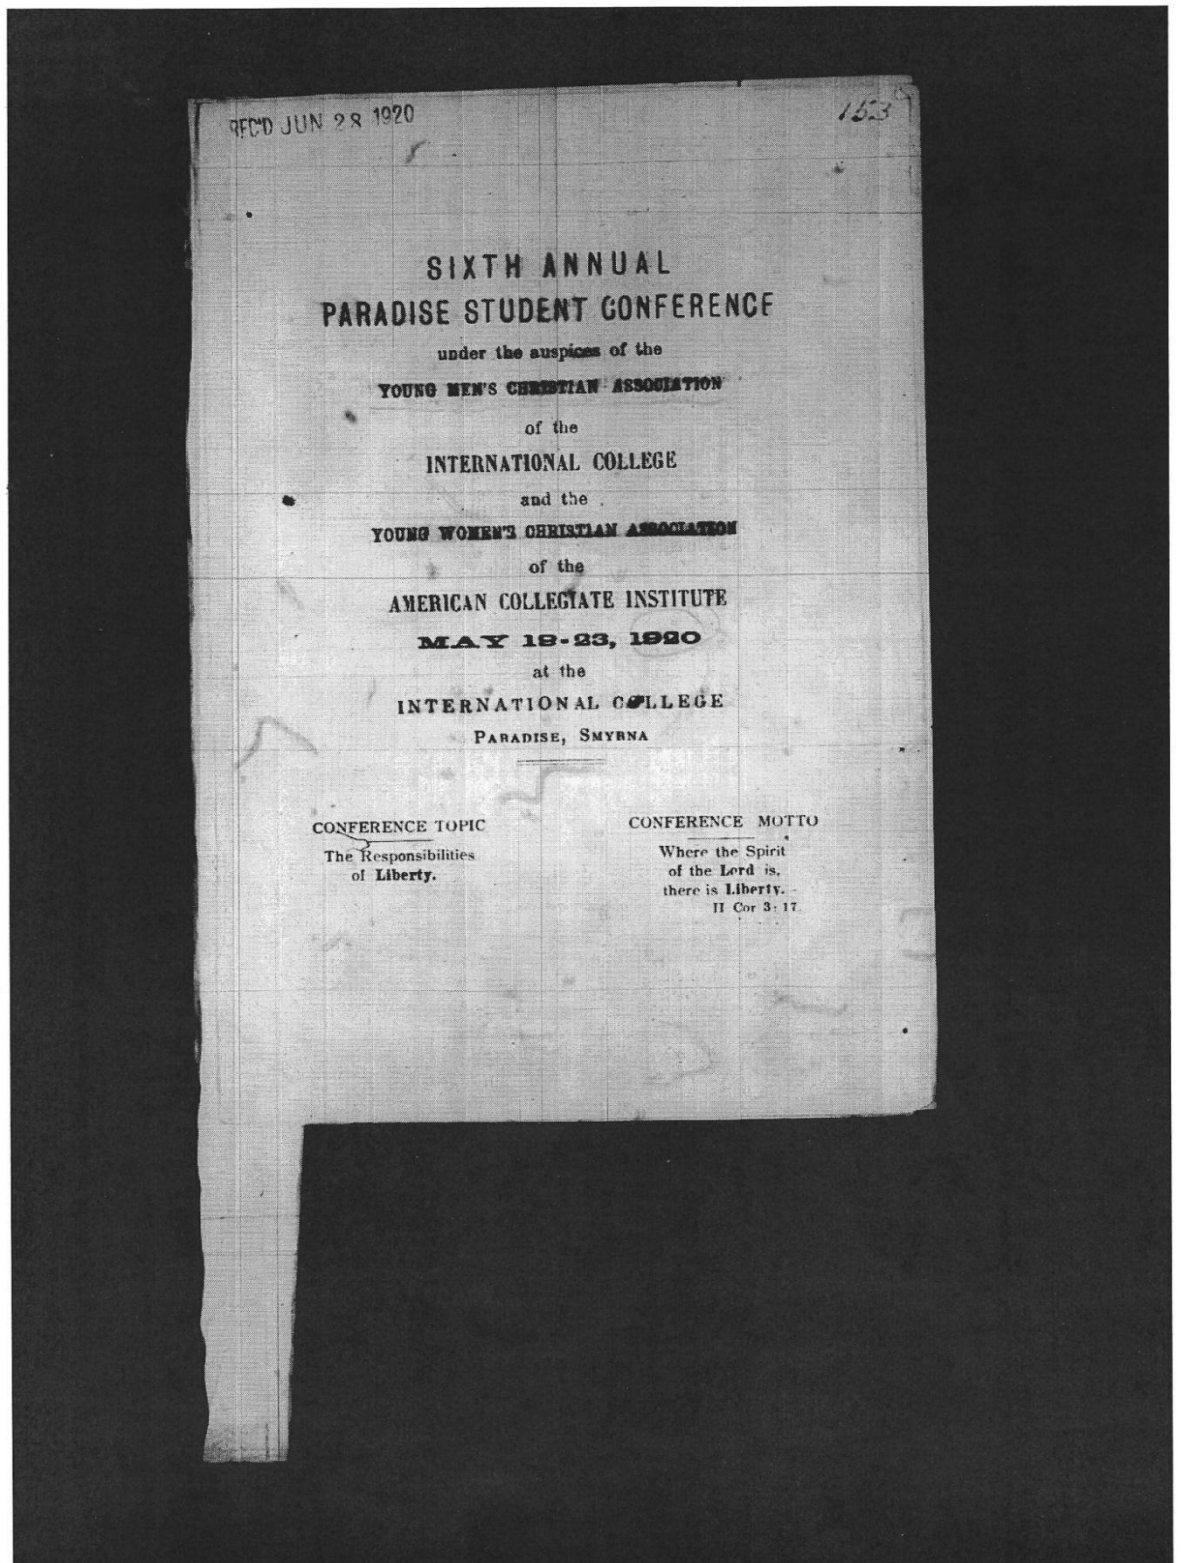 REC'D JUN 28 1920
153
SIXTH ANNUAL
PARADISE STUDENT CONFERENCE
under the auspices of the
YOUNG MEN'S CHRISTIAN ASSOCIATION
of the
INTERNATIONAL COLLEGE
and the
YOUNG WOMEN'S CHRISTIAN ASSOCIATION
of the
AMERICAN COLLEGIATE INSTITUTE
MAY 19-23, 1920
at the
INTERNATIONAL COLLEGE
PARADISE, SMYRNA
CONFERENCE TOPIC
The Responsibilities
of Liberty.
CONFERENCE MOTTO
Where the Spirit
of the Lord is,
there is Liberty.
II Cor 3: 17